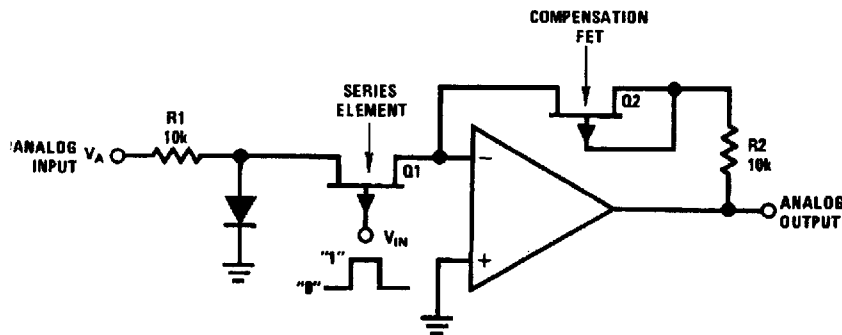 COMPENSATION
FET
SERIES
ELEMENT
R1
10k
Q2
ANALOG
INPUT
VA
Q1
R2
10k
−
+
VIN
"1"
"0"
ANALOG
OUTPUT